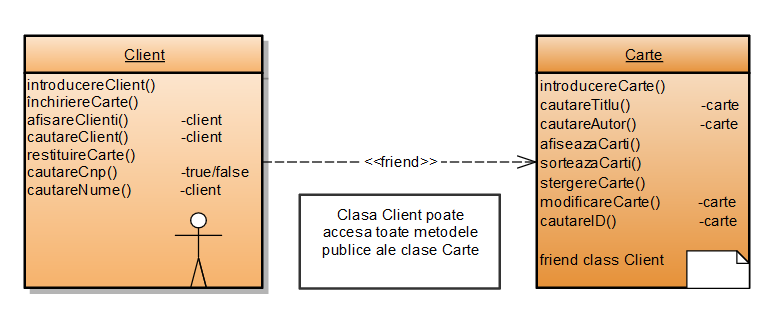 Client
introducereClient()
închiriereCarte()
afisareClienti() -client
cautareClient() -client
restituireCarte()
cautareCnp() -true/false
cautareNume() -client
<<friend>>
Clasa Client poate
accesa toate metodele
publice ale clase Carte
Carte
introducereCarte()
cautareTitlu() -carte
cautareAutor() -carte
afiseazaCarti()
sorteazaCarti()
stergereCarte()
modificareCarte() -carte
cautareID() -carte
friend class Client